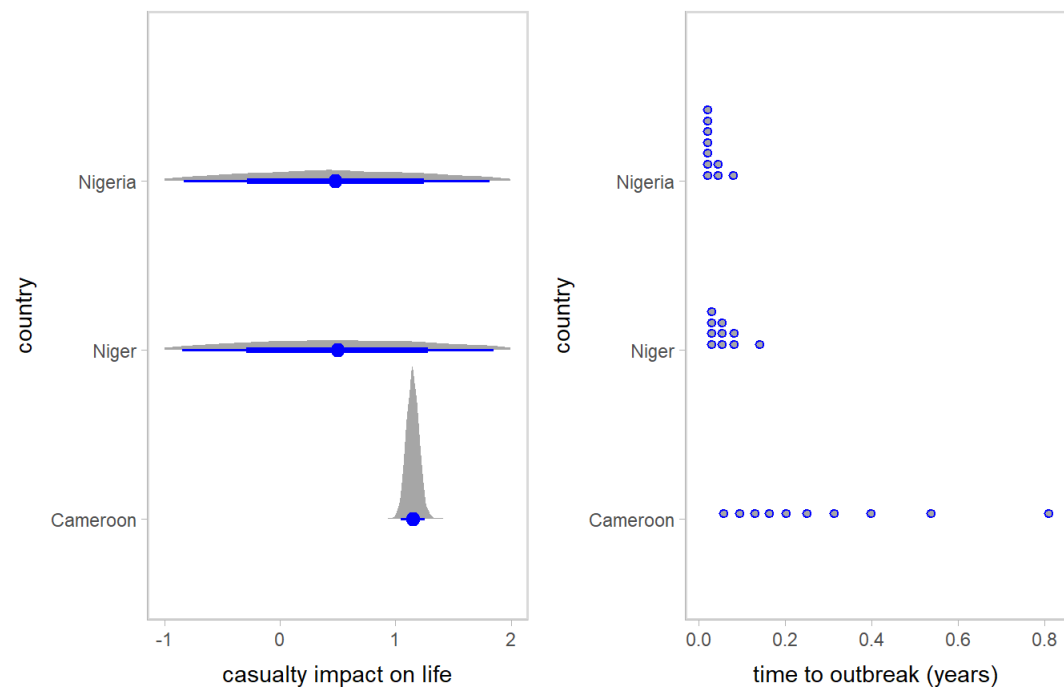 country
Nigeria
Niger
Cameroon
-1 0 1 2
casualty impact on life
country
Nigeria
Niger
Cameroon
0.0 0.2 0.4 0.6 0.8
time to outbreak (years)